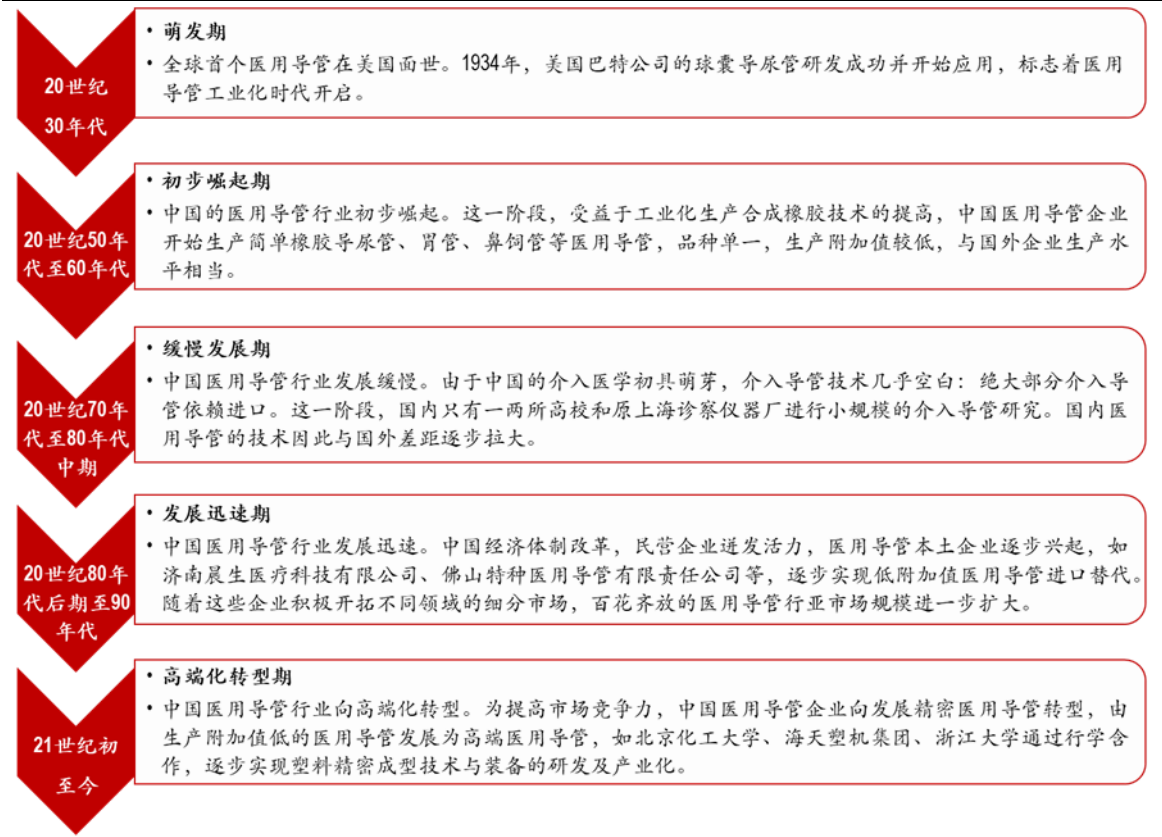 20世纪
30年代
• 萌发期
• 全球首个医用导管在美国面世。1934年，美国巴特公司的球囊导尿管研发成功并开始应用，标志着医用
导管工业化时代开启。
20世纪50年
代至60年代
• 初步崛起期
• 中国的医用导管行业初步崛起。这一阶段，受益于工业化生产合成橡胶技术的提高，中国医用导管企业
开始生产简单橡胶导尿管、胃管、鼻饲管等医用导管，品种单一，生产附加值较低，与国外企业生产水
平相当。
20世纪70年
代至80年代
中期
• 缓慢发展期
• 中国医用导管行业发展缓慢。由于中国的介入医学初具萌芽，介入导管技术几乎空白：绝大部分介入导
管依赖进口。这一阶段，国内只有一两所高校和原上海诊察仪器厂进行小规模的介入导管研究。国内医
用导管的技术因此与国外差距逐步拉大。
20世纪80年
代后期至90
年代
• 发展迅速期
• 中国医用导管行业发展迅速。中国经济体制改革，民营企业迸发活力，医用导管本土企业逐步兴起，如
济南晨生医疗科技有限公司、佛山特种医用导管有限责任公司等，逐步实现低附加值医用导管进口替代。
随着这些企业积极开拓不同领域的细分市场，百花齐放的医用导管行亚市场规模进一步扩大。
21世纪初
至今
• 高端化转型期
• 中国医用导管行业向高端化转型。为提高市场竞争力，中国医用导管企业向发展精密医用导管转型，由
生产附加值低的医用导管发展为高端医用导管，如北京化工大学、海天塑机集团、浙江大学通过行学合
作，逐步实现塑料精密成型技术与装备的研发及产业化。